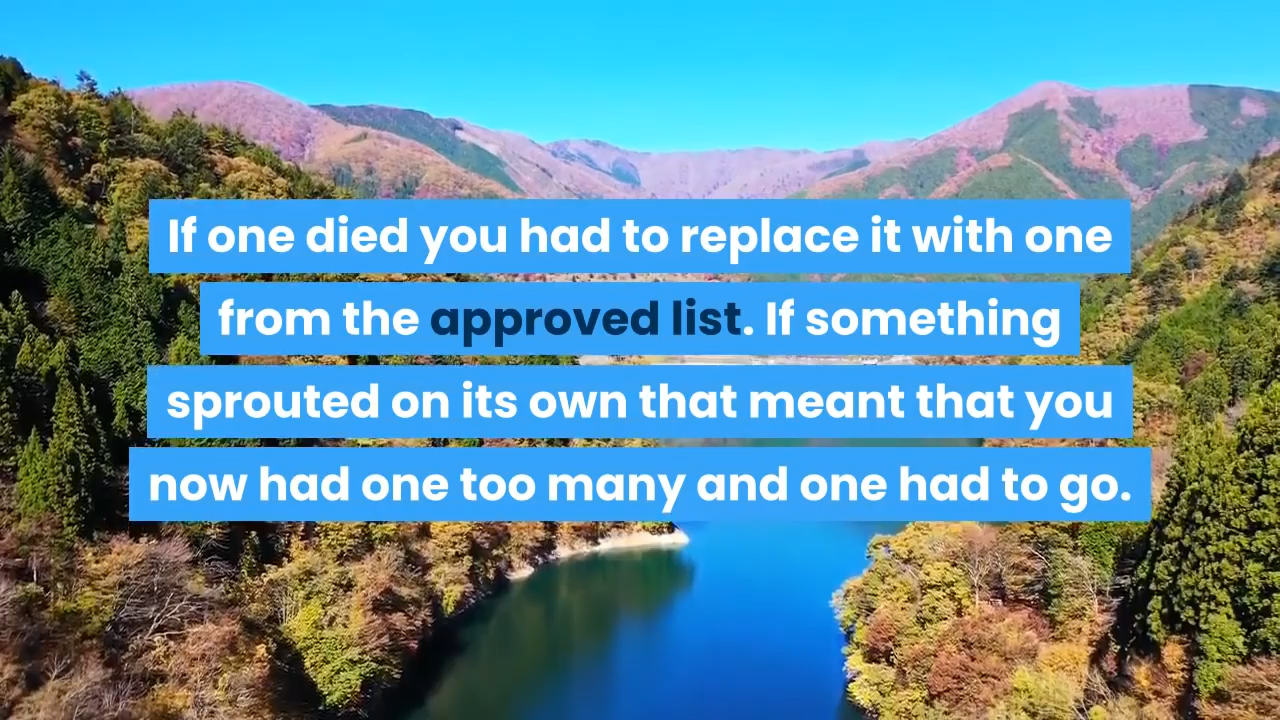 If one died you had to replace it with one
from the approved list. If something
sprouted on its own that meant that you
now had one too many and one had to go.